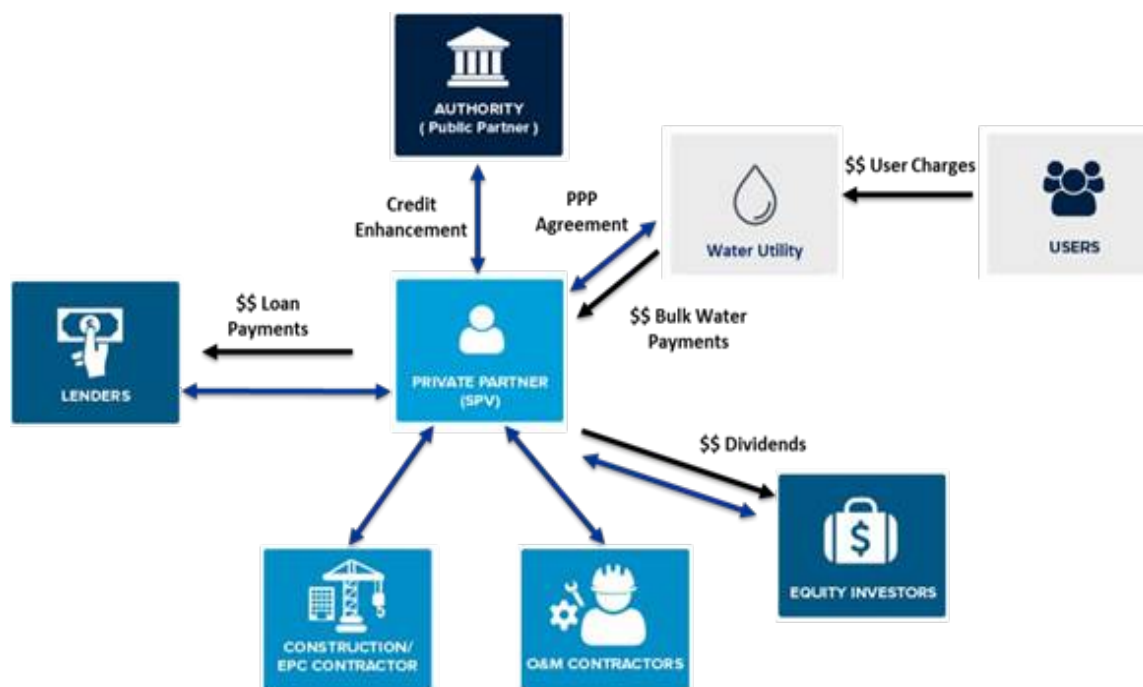 AUTHORITY
( Public Partner )
$$ User Charges
Credit
Enhancement
PPP
Agreement
Water Utility
USERS
$$ Loan
Payments
$$ Bulk Water
Payments
LENDERS
PRIVATE PARTNER
(SPV)
$$ Dividends
$
EQUITY INVESTORS
CONSTRUCTION/
EPC CONTRACTOR
O&M CONTRACTORS